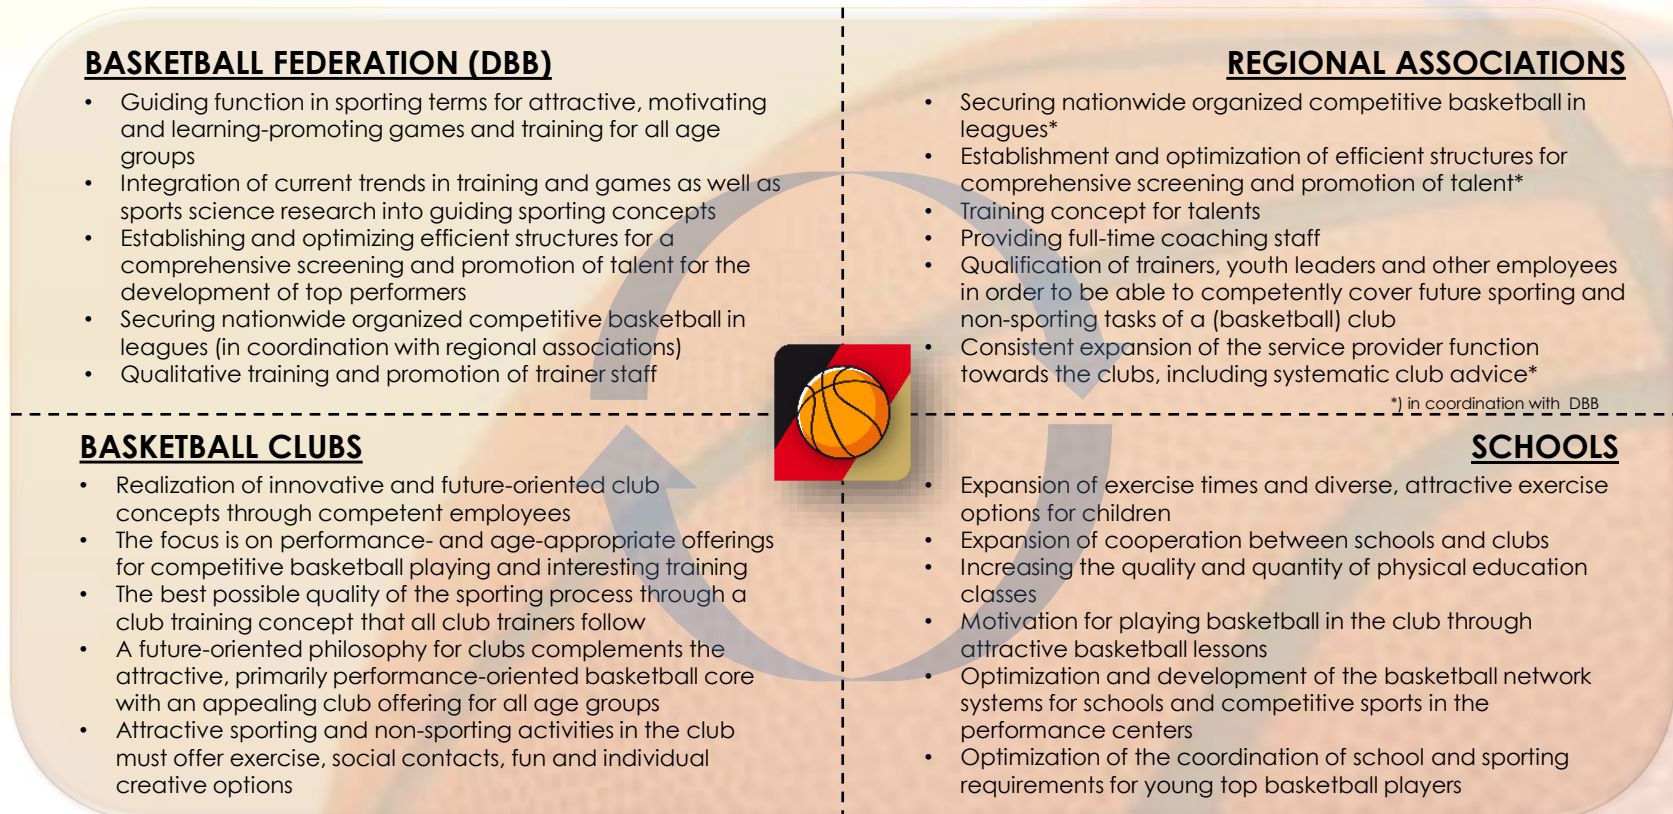 BASKETBALL FEDERATION (DBB)
• Guiding function in sporting terms for attractive, motivating
and learning-promoting games and training for all age
groups
• Integration of current trends in training and games as well as
sports science research into guiding sporting concepts
• Establishing and optimizing efficient structures for a
comprehensive screening and promotion of talent for the
development of top performers
• Securing nationwide organized competitive basketball in
leagues (in coordination with regional associations)
• Qualitative training and promotion of trainer staff
REGIONAL ASSOCIATIONS
• Securing nationwide organized competitive basketball in
leagues*
• Establishment and optimization of efficient structures for
comprehensive screening and promotion of talent*
• Training concept for talents
• Providing full-time coaching staff
• Qualification of trainers, youth leaders and other employees
in order to be able to competently cover future sporting and
non-sporting tasks of a (basketball) club
• Consistent expansion of the service provider function
towards the clubs, including systematic club advice*
*) in coordination with DBB
BASKETBALL CLUBS
• Realization of innovative and future-oriented club
concepts through competent employees
• The focus is on performance- and age-appropriate offerings
for competitive basketball playing and interesting training
• The best possible quality of the sporting process through a
club training concept that all club trainers follow
• A future-oriented philosophy for clubs complements the
attractive, primarily performance-oriented basketball core
with an appealing club offering for all age groups
• Attractive sporting and non-sporting activities in the club
must offer exercise, social contacts, fun and individual
creative options
SCHOOLS
• Expansion of exercise times and diverse, attractive exercise
options for children
• Expansion of cooperation between schools and clubs
• Increasing the quality and quantity of physical education
classes
• Motivation for playing basketball in the club through
attractive basketball lessons
• Optimization and development of the basketball network
systems for schools and competitive sports in the
performance centers
• Optimization of the coordination of school and sporting
requirements for young top basketball players